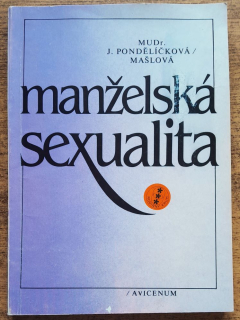 MUDr.
J. PONDĚLÍČKOVÁ/
MAŠLOVÁ
manželská
sexualita
/AVICENUM